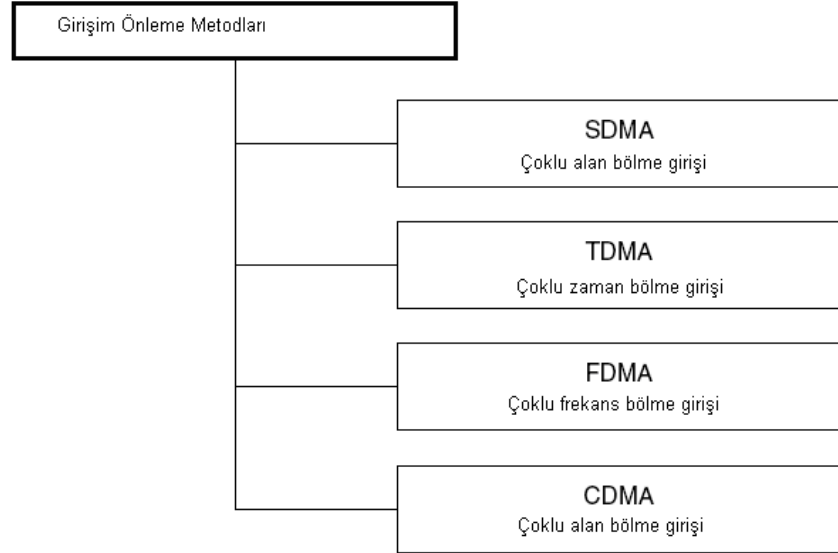 Girişim Önleme Metodları
SDMA
Çoklu alan bölme girişi
TDMA
Çoklu zaman bölme girişi
FDMA
Çoklu frekans bölme girişi
CDMA
Çoklu alan bölme girişi